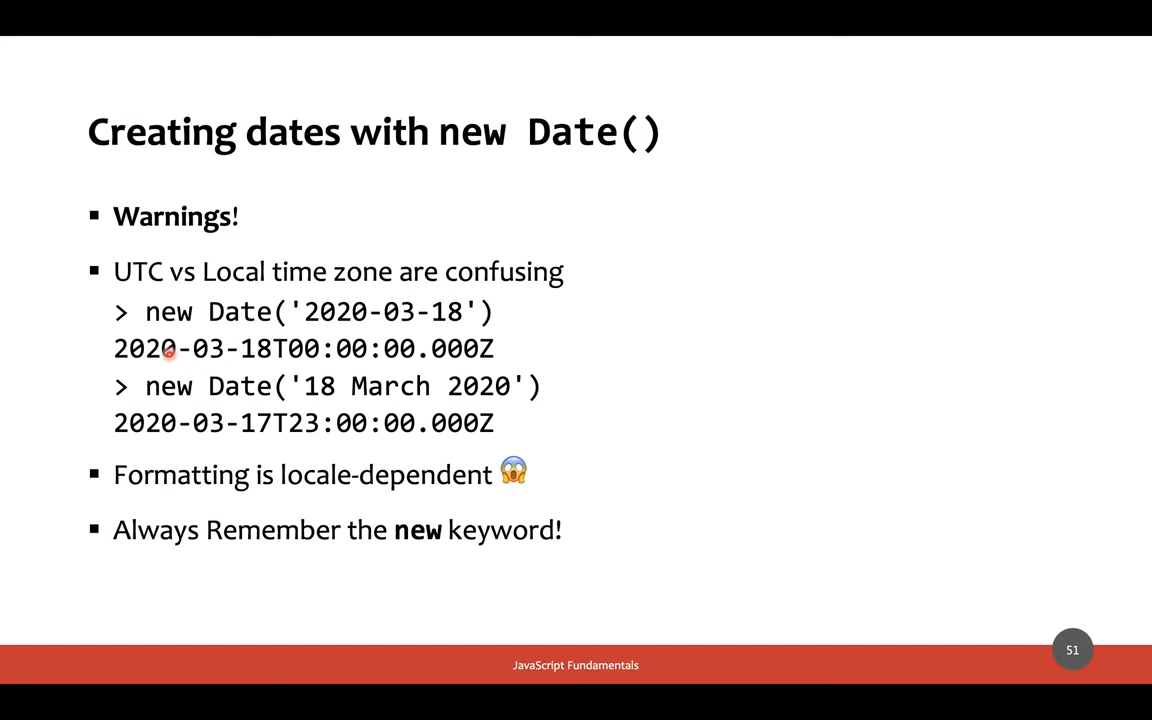 Creating dates with new Date()
▪ Warnings!
▪ UTC vs Local time zone are confusing
> new Date('2020-03-18')
2020-03-18T00:00:00.000Z
> new Date('18 March 2020')
2020-03-17T23:00:00.000Z
▪ Formatting is locale-dependent 😱
▪ Always Remember the new keyword!
51
JavaScript Fundamentals